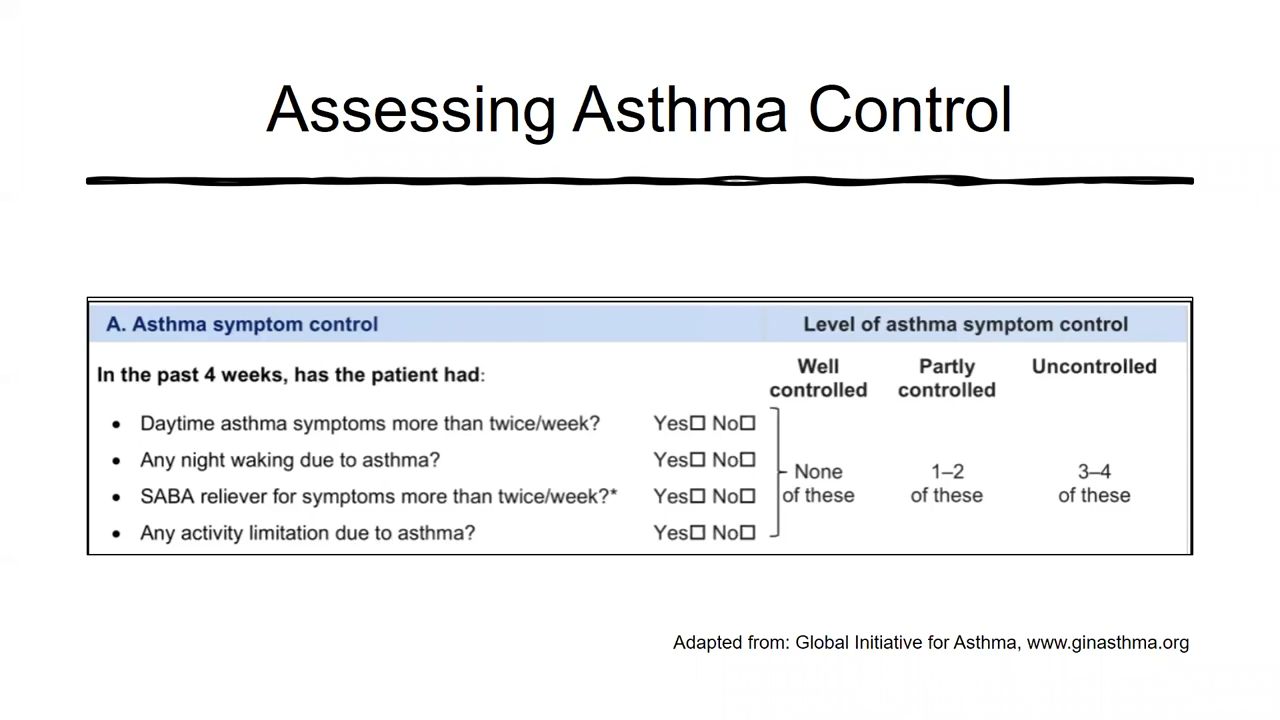 Assessing Asthma Control
A. Asthma symptom control
Level of asthma symptom control
In the past 4 weeks, has the patient had:
Well controlled
Partly controlled
Uncontrolled
• Daytime asthma symptoms more than twice/week? Yes☐ No☐
• Any night waking due to asthma? Yes☐ No☐
• SABA reliever for symptoms more than twice/week?* Yes☐ No☐
• Any activity limitation due to asthma? Yes☐ No☐
None of these
1–2 of these
3–4 of these
Adapted from: Global Initiative for Asthma, www.ginasthma.org